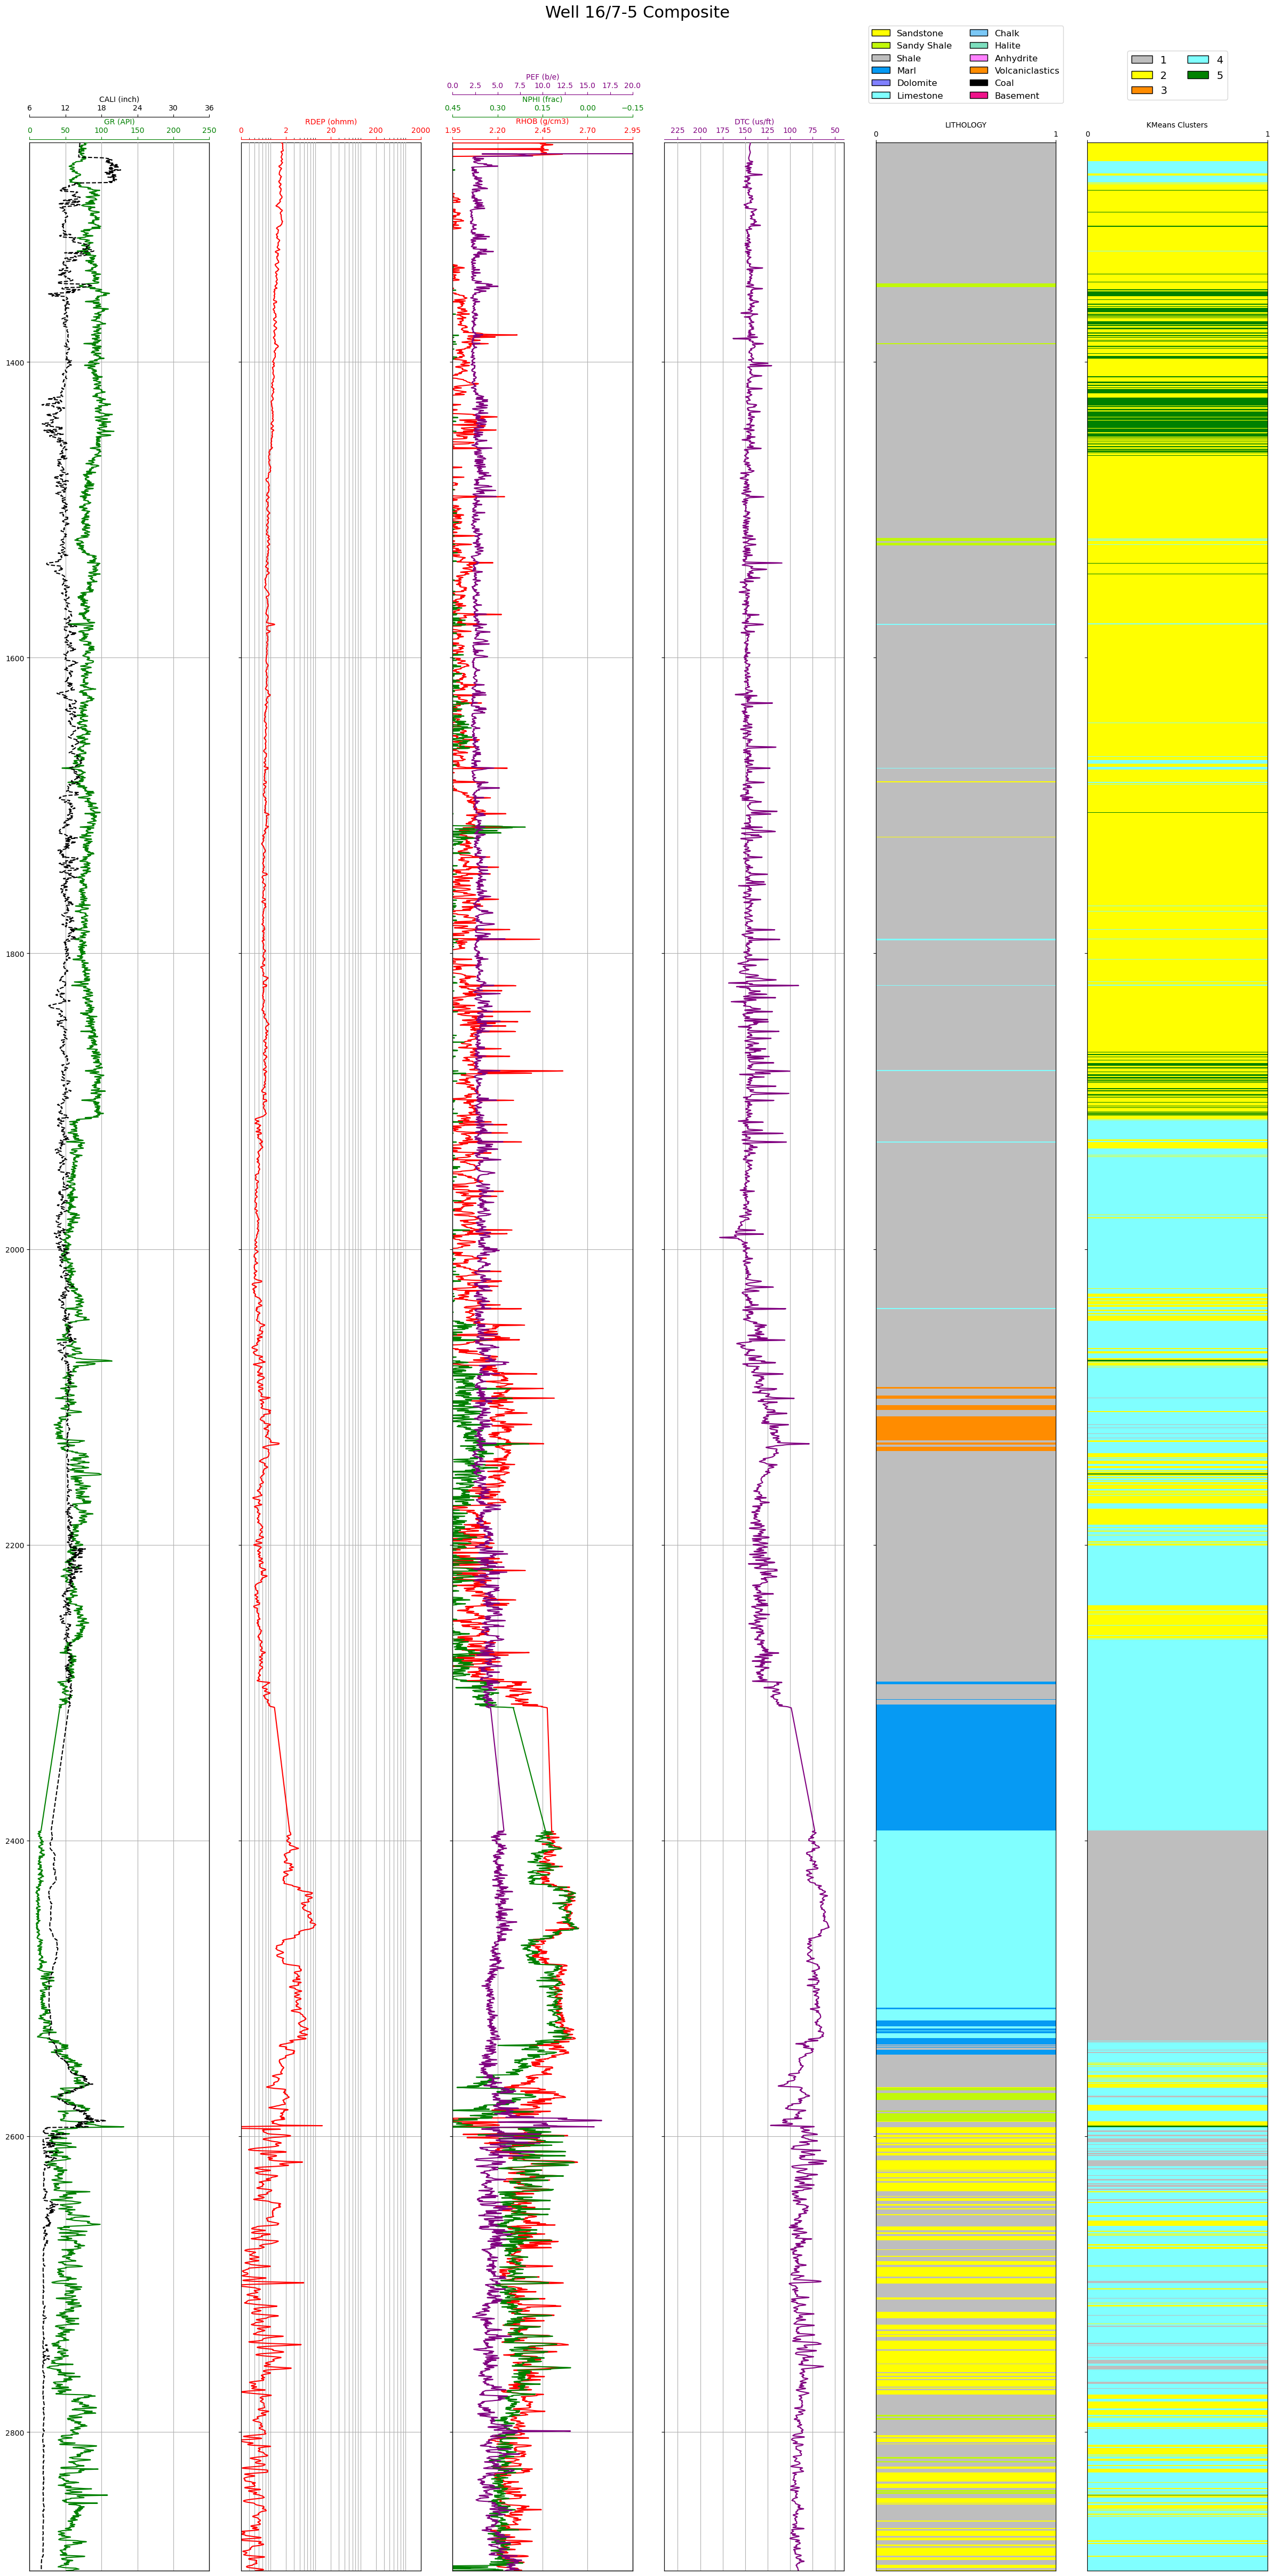 Well 16/7-5 Composite
Sandstone Chalk
Sandy Shale Halite
Shale Anhydrite
Marl Volcaniclastics
Dolomite Coal
Limestone Basement
1 4
2 5
3
PEF (b/e)
0.0 2.5 5.0 7.5 10.0 12.5 15.0 17.5 20.0
CALI (inch)
6 12 18 24 30 36
NPHI (frac)
0.45 0.30 0.15 0.00 −0.15
GR (API)
0 50 100 150 200 250
RDEP (ohmm)
0 2 20 200 2000
RHOB (g/cm3)
1.95 2.20 2.45 2.70 2.95
DTC (us/ft)
225 200 175 150 125 100 75 50
LITHOLOGY
0 1
KMeans Clusters
0 1
1400
1600
1800
2000
2200
2400
2600
2800